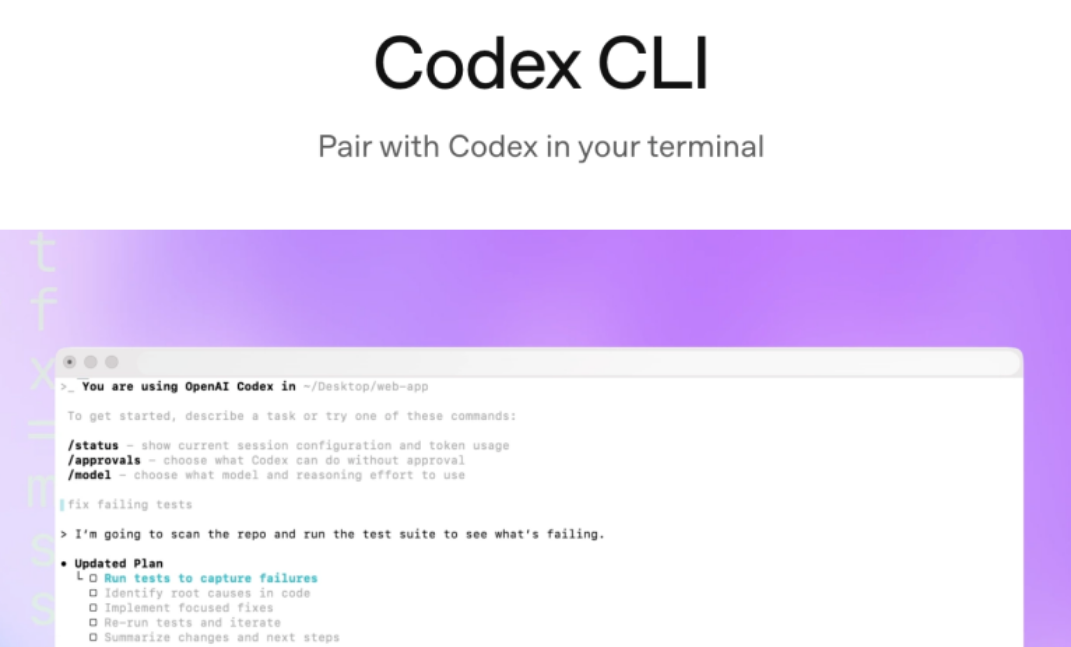 Codex CLI
Pair with Codex in your terminal
t
f
x
=
m
s
s
>_ You are using OpenAI Codex in ~/Desktop/web-app
To get started, describe a task or try one of these commands:
/status – show current session configuration and token usage
/approvals – choose what Codex can do without approval
/model – choose what model and reasoning effort to use
fix failing tests
> I’m going to scan the repo and run the test suite to see what’s failing.
• Updated Plan
└ □ Run tests to capture failures
□ Identify root causes in code
□ Implement focused fixes
□ Re-run tests and iterate
□ Summarize changes and next steps